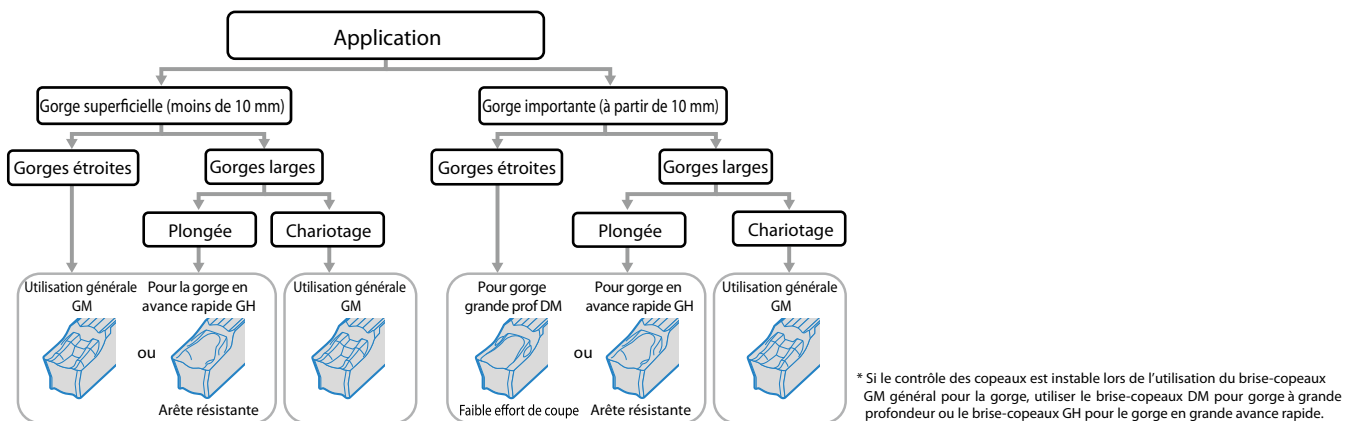 Application
Gorge superficielle (moins de 10 mm)
Gorge importante (à partir de 10 mm)
Gorges étroites
Gorges larges
Gorges étroites
Gorges larges
Plongée
Chariotage
Plongée
Chariotage
Utilisation générale
GM
ou
Pour la gorge en
avance rapide GH
Arête résistante
Utilisation générale
GM
Pour gorge
grande prof DM
Faible effort de coupe
ou
Pour gorge en
avance rapide GH
Arête résistante
Utilisation générale
GM
* Si le contrôle des copeaux est instable lors de l’utilisation du brise-copeaux
GM général pour la gorge, utiliser le brise-copeaux DM pour gorge à grande
profondeur ou le brise-copeaux GH pour le gorge en grande avance rapide.